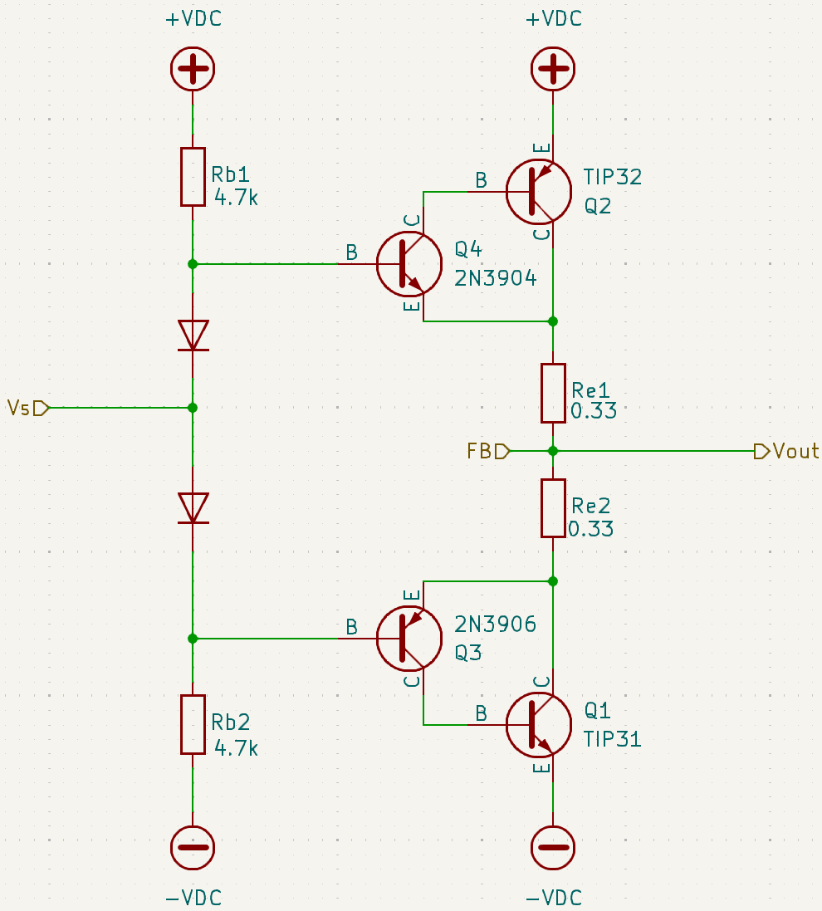 +VDC
+VDC
Rb1
4.7k
E
B
TIP32
Q2
C
C
B
Q4
2N3904
E
Vs
Re1
0.33
FB
Vout
Re2
0.33
E
B
2N3906
Q3
C
C
B
Q1
TIP31
E
Rb2
4.7k
-VDC
-VDC